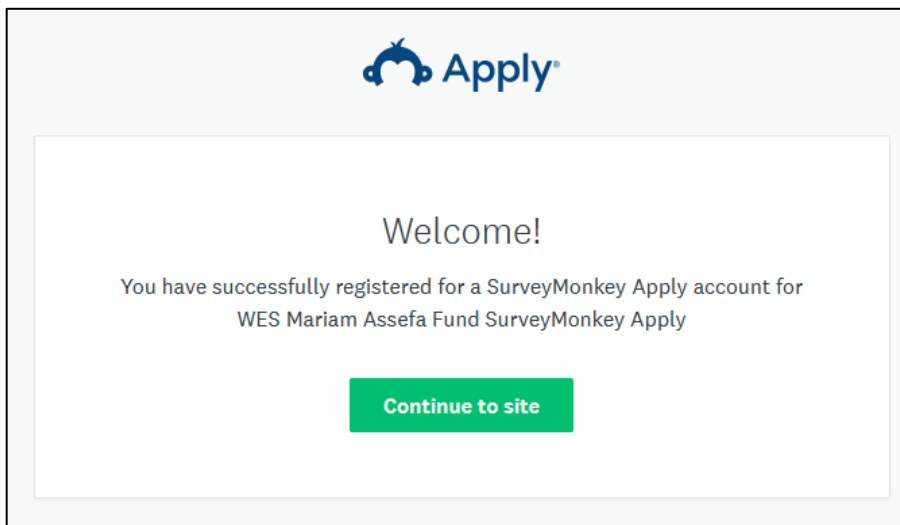 Apply®
Welcome!
You have successfully registered for a SurveyMonkey Apply account for
WES Mariam Assefa Fund SurveyMonkey Apply
Continue to site